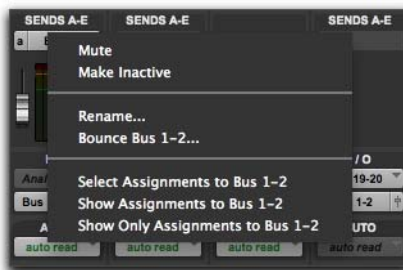 SENDS A-E SENDS A-E SENDS A-E
a
Mute
Make Inactive
Rename...
Bounce Bus 1-2...
Select Assignments to Bus 1-2
Show Assignments to Bus 1-2
Show Only Assignments to Bus 1-2
/ O
19-20
Bus 1-2
UTO
auto read auto read auto read auto read